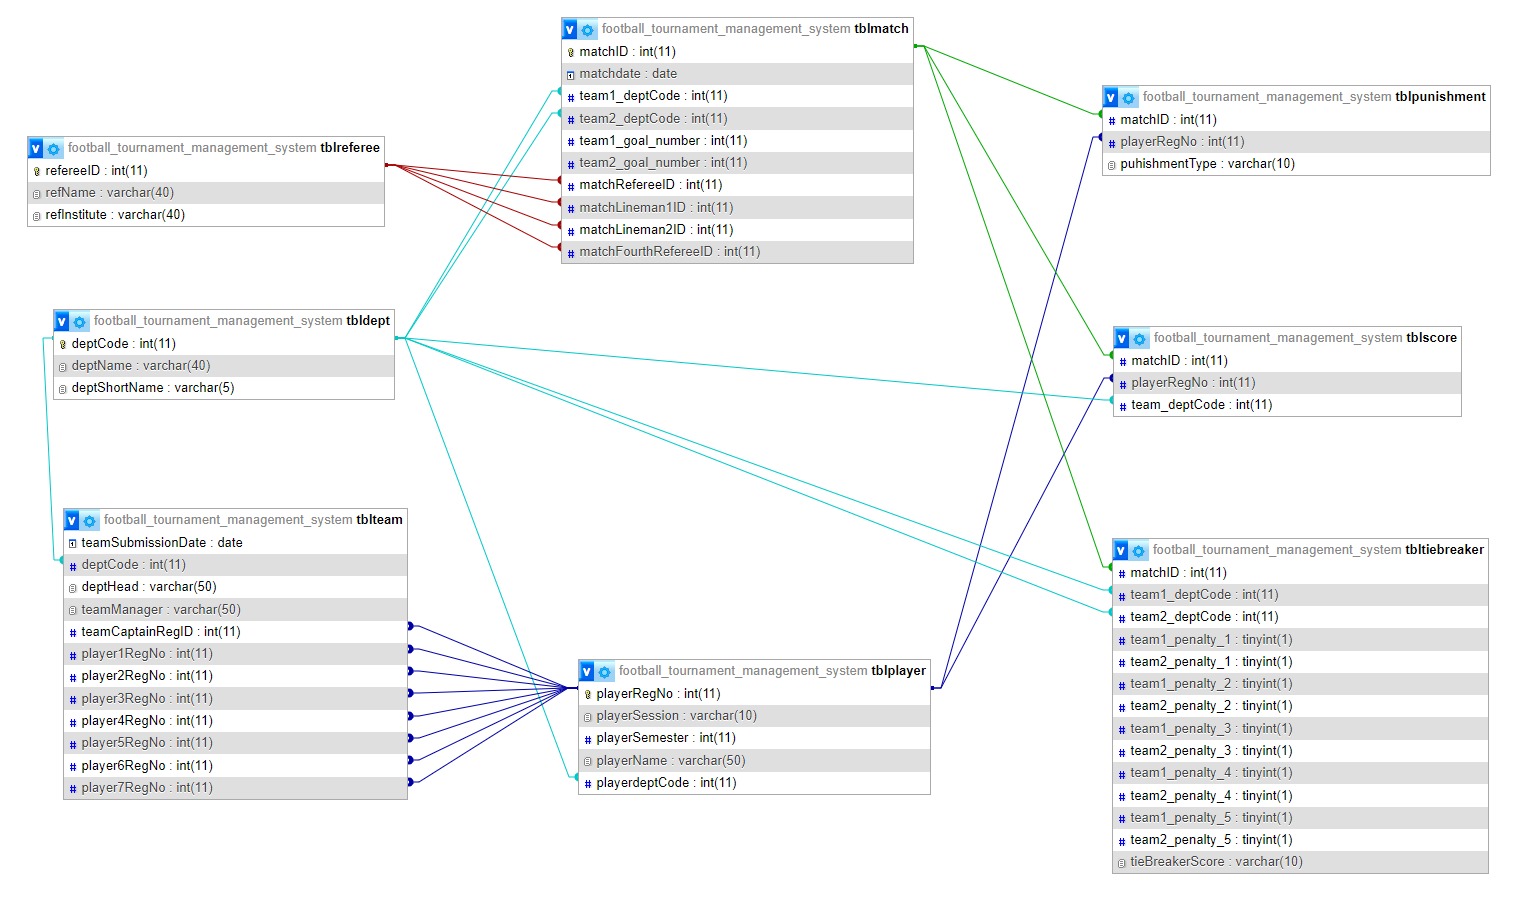 football_tournament_management_system tblmatch
matchID : int(11)
matchdate : date
team1_deptCode : int(11)
team2_deptCode : int(11)
team1_goal_number : int(11)
team2_goal_number : int(11)
matchRefereeID : int(11)
matchLineman1ID : int(11)
matchLineman2ID : int(11)
matchFourthRefereeID : int(11)
football_tournament_management_system tblpunishment
matchID : int(11)
playerRegNo : int(11)
puhishmentType : varchar(10)
football_tournament_management_system tblreferee
refereeID : int(11)
refName : varchar(40)
refInstitute : varchar(40)
football_tournament_management_system tbldept
deptCode : int(11)
deptName : varchar(40)
deptShortName : varchar(5)
football_tournament_management_system tblscore
matchID : int(11)
playerRegNo : int(11)
team_deptCode : int(11)
football_tournament_management_system tblteam
teamSubmissionDate : date
deptCode : int(11)
deptHead : varchar(50)
teamManager : varchar(50)
teamCaptainRegID : int(11)
player1RegNo : int(11)
player2RegNo : int(11)
player3RegNo : int(11)
player4RegNo : int(11)
player5RegNo : int(11)
player6RegNo : int(11)
player7RegNo : int(11)
football_tournament_management_system tblplayer
playerRegNo : int(11)
playerSession : varchar(10)
playerSemester : int(11)
playerName : varchar(50)
playerdeptCode : int(11)
football_tournament_management_system tbltiebreaker
matchID : int(11)
team1_deptCode : int(11)
team2_deptCode : int(11)
team1_penalty_1 : tinyint(1)
team2_penalty_1 : tinyint(1)
team1_penalty_2 : tinyint(1)
team2_penalty_2 : tinyint(1)
team1_penalty_3 : tinyint(1)
team2_penalty_3 : tinyint(1)
team1_penalty_4 : tinyint(1)
team2_penalty_4 : tinyint(1)
team1_penalty_5 : tinyint(1)
team2_penalty_5 : tinyint(1)
tieBreakerScore : varchar(10)